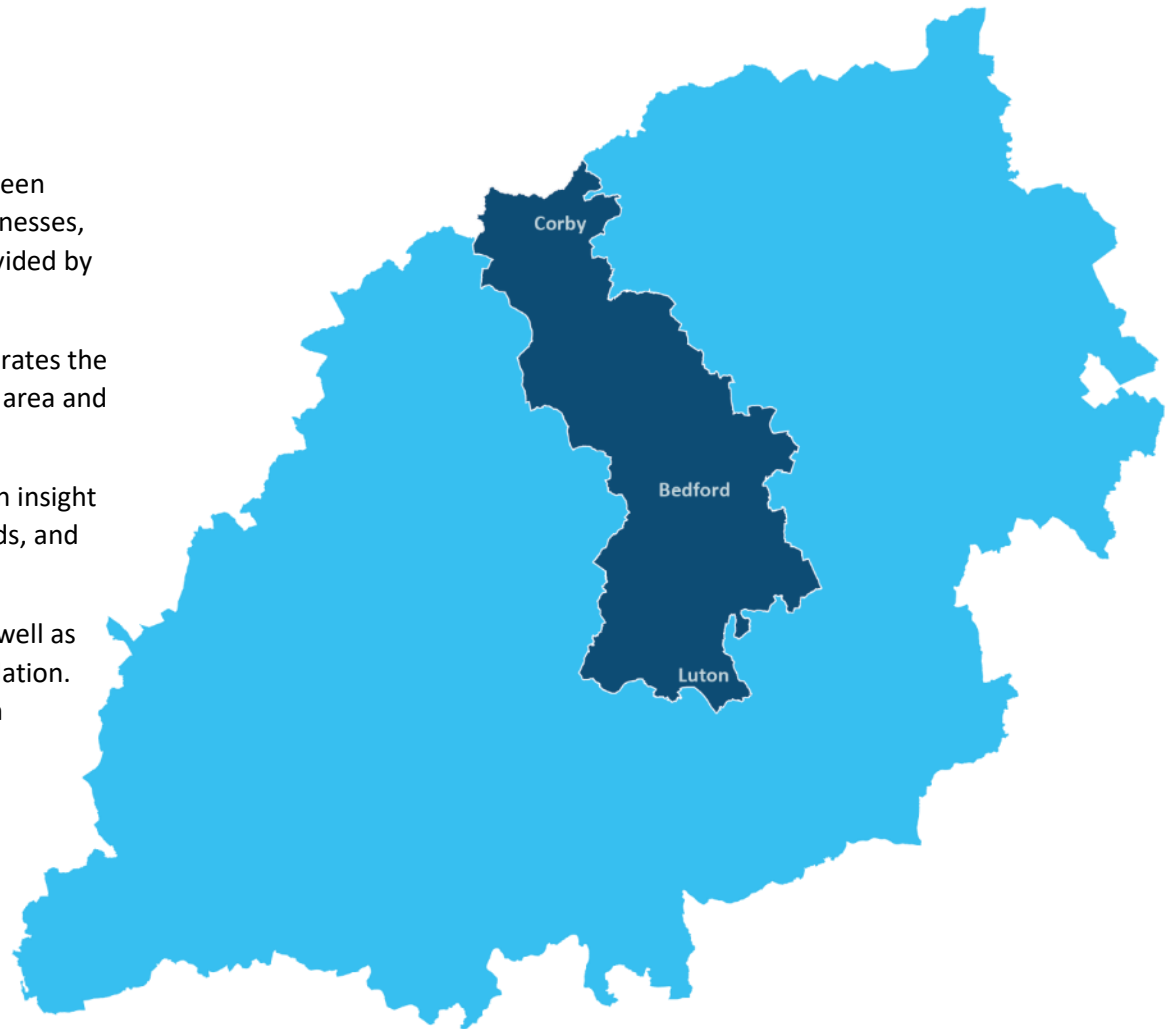 een
nesses,
vided by
rates the
area and
n insight
ds, and
well as
ation.
Corby
Bedford
Luton